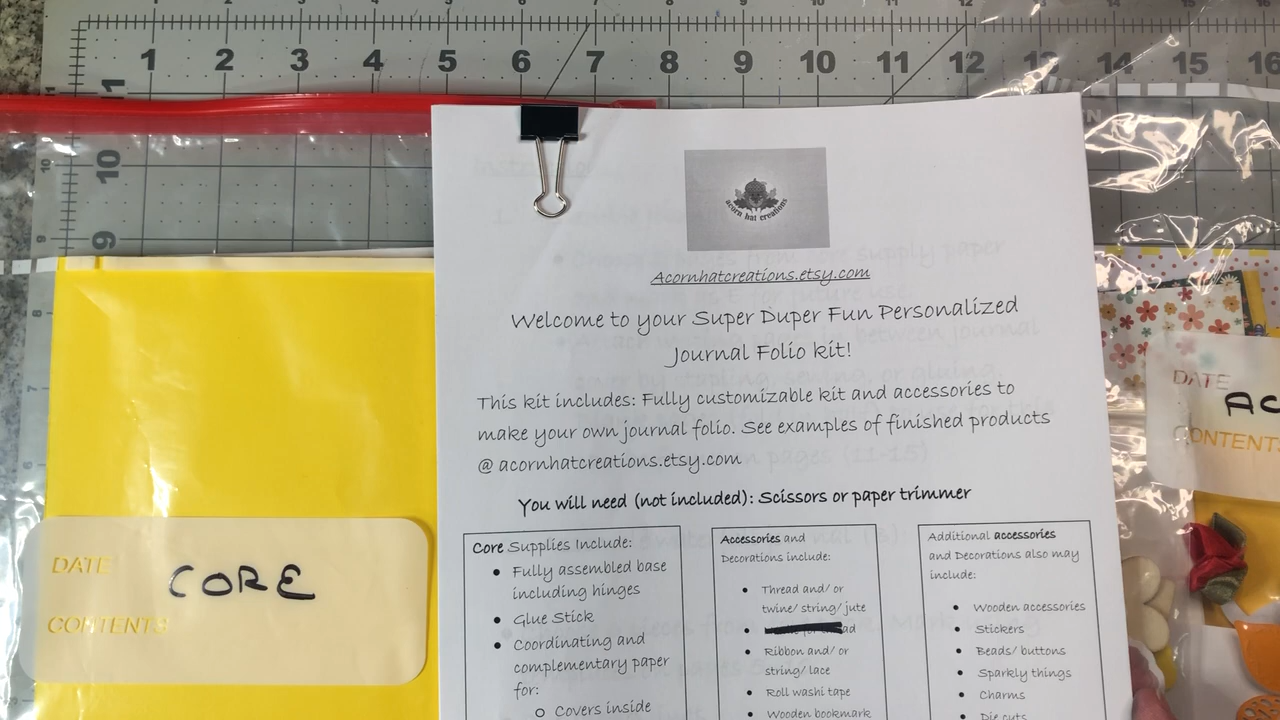 1 2 3 4 5 6 7 8 9 10 11 12 13 14 15 16
11
10
9
8
7
acorn hat creations
Acornhatcreations.etsy.com
Welcome to your Super Duper Fun Personalized
Journal Folio kit!
This kit includes: Fully customizable kit and accessories to
make your own journal folio. See examples of finished products
@ acornhatcreations.etsy.com
You will need (not included): Scissors or paper trimmer
Core Supplies Include:
• Fully assembled base
including hinges
• Glue Stick
• Coordinating and
complementary paper
for:
o Covers inside
Accessories and
Decorations include:
• Thread and/ or
twine/ string/ jute
• Ribbon and/ or
string/ lace
• Roll washi tape
• Wooden bookmark
Additional accessories
and Decorations also may
include:
• Wooden accessories
• Stickers
• Beads/ buttons
• Sparkly things
• Charms
• Die cuts
DATE
CORE
CONTENTS
DATE
AC
CONTENTS